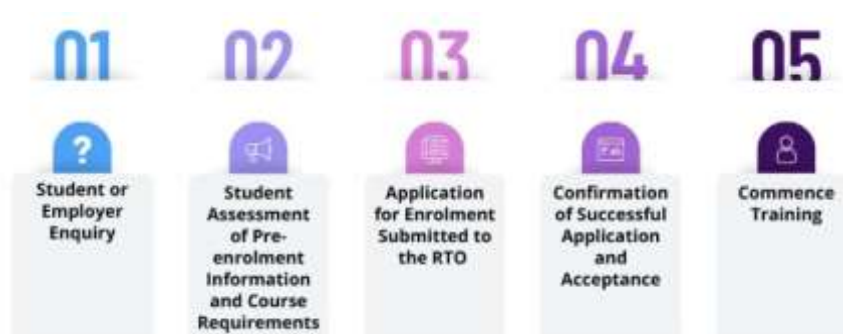 01
02
03
04
05
?
Student or
Employer
Enquiry
Student
Assessment
of Pre-
enrolment
Information
and Course
Requirements
Application
for Enrolment
Submitted to
the RTO
Confirmation
of Successful
Application
and
Acceptance
Commence
Training